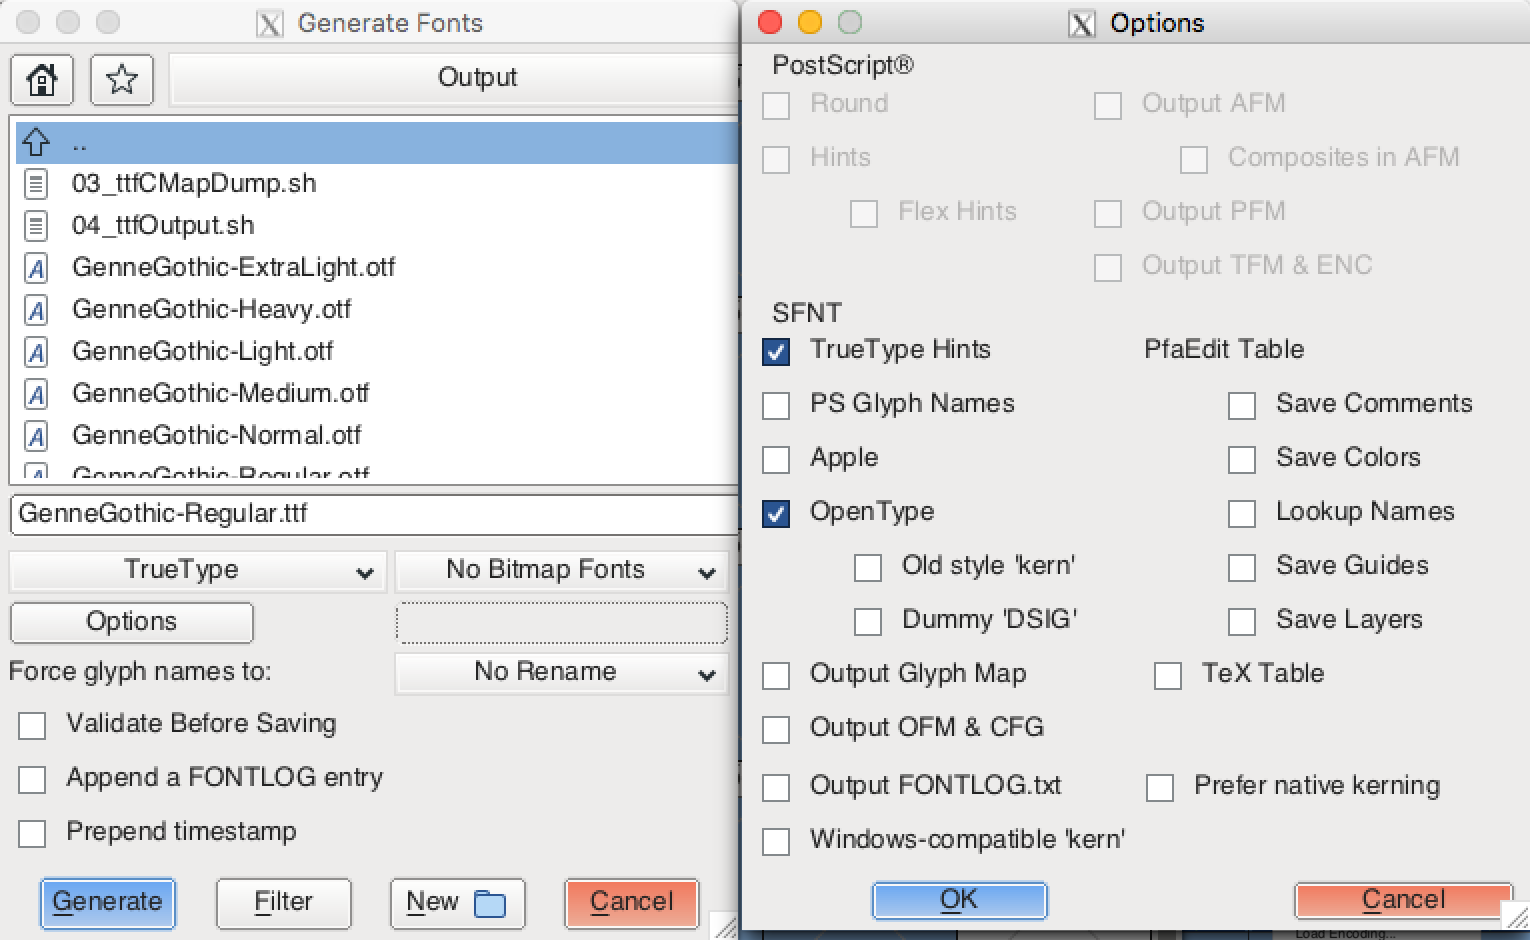 Generate Fonts
Output
..
03_ttfCMapDump.sh
04_ttfOutput.sh
GenneGothic-ExtraLight.otf
GenneGothic-Heavy.otf
GenneGothic-Light.otf
GenneGothic-Medium.otf
GenneGothic-Normal.otf
GenneGothic-Regular.otf
GenneGothic-Regular.ttf
TrueType
No Bitmap Fonts
Options
Force glyph names to:
No Rename
Validate Before Saving
Append a FONTLOG entry
Prepend timestamp
Generate
Filter
New
Cancel
Options
PostScript®
Round
Output AFM
Hints
Composites in AFM
Flex Hints
Output PFM
Output TFM & ENC
SFNT
TrueType Hints
PfaEdit Table
PS Glyph Names
Save Comments
Apple
Save Colors
OpenType
Lookup Names
Old style 'kern'
Save Guides
Dummy 'DSIG'
Save Layers
Output Glyph Map
TeX Table
Output OFM & CFG
Output FONTLOG.txt
Prefer native kerning
Windows-compatible 'kern'
OK
Cancel
Load Encoding...